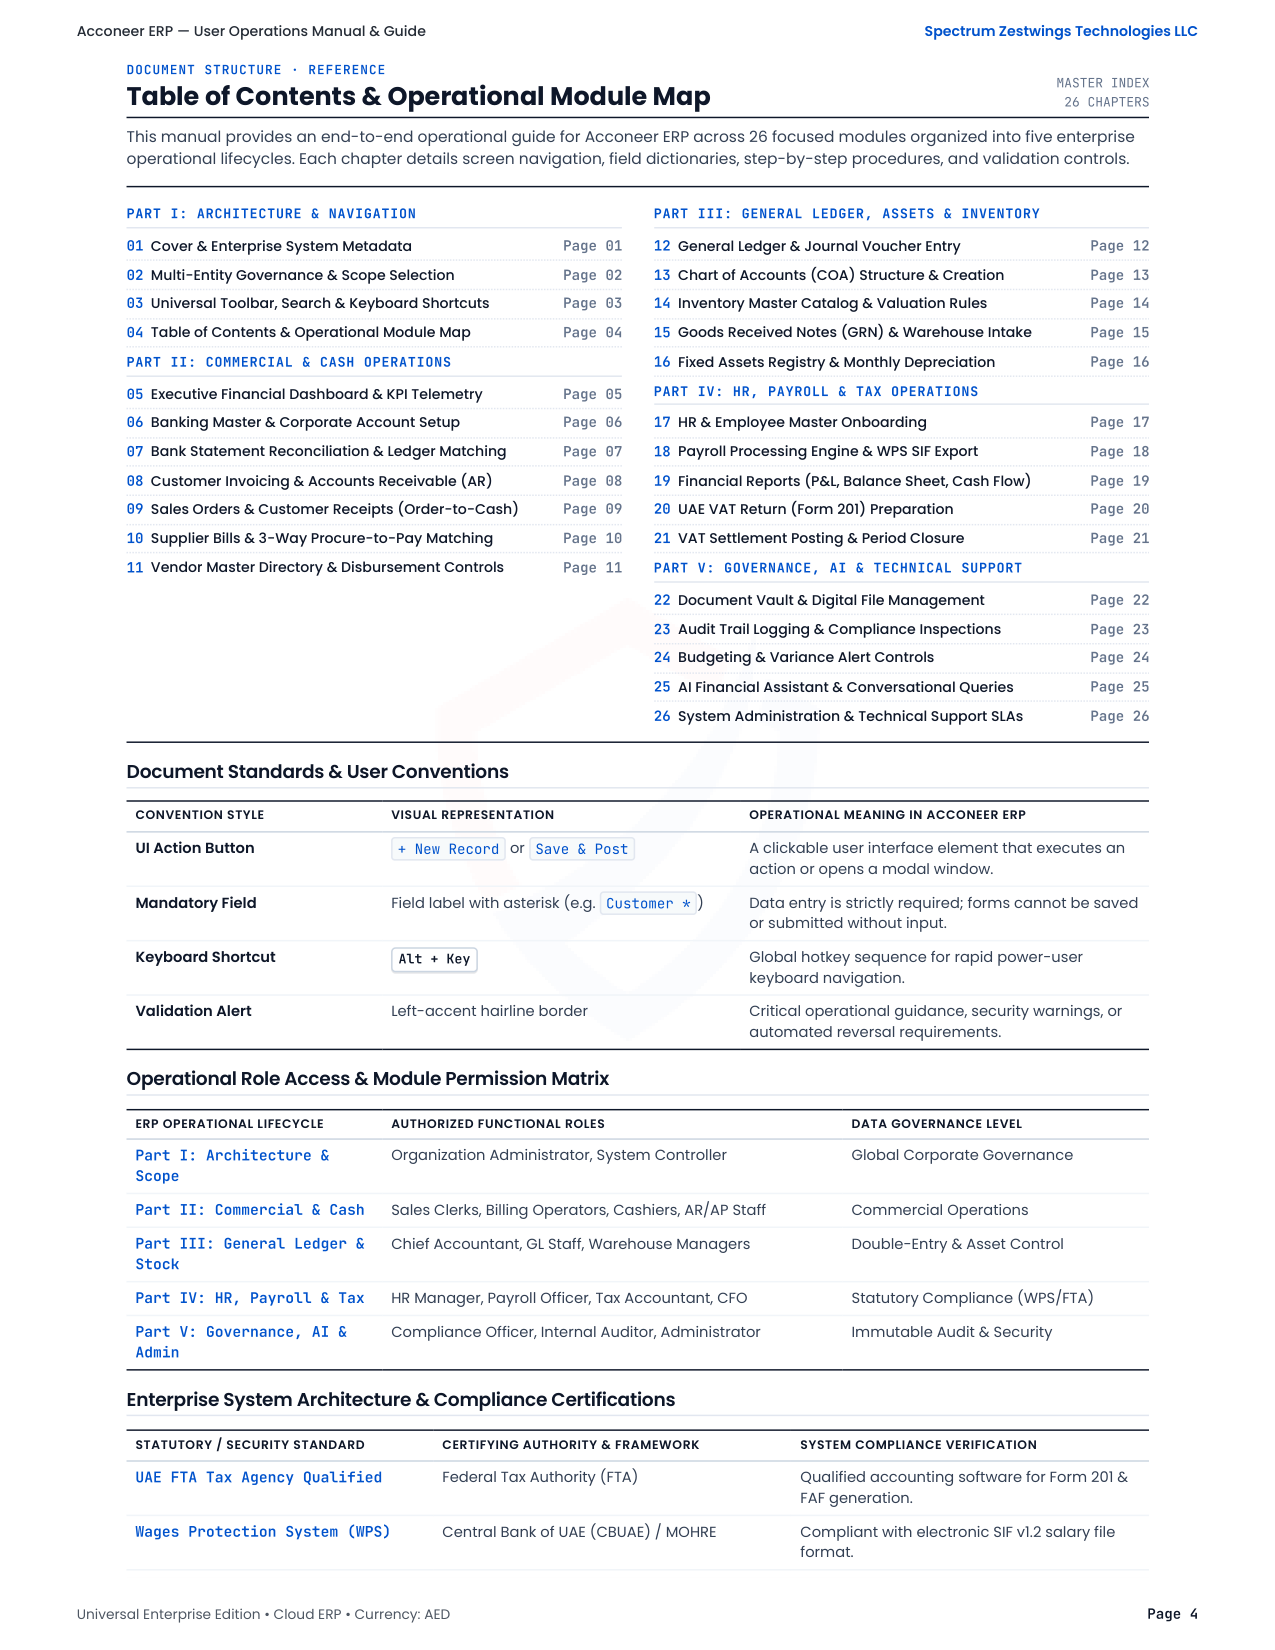 Acconeer ERP — User Operations Manual & Guide
Spectrum Zestwings Technologies LLC
DOCUMENT STRUCTURE · REFERENCE
Table of Contents & Operational Module Map
MASTER INDEX
26 CHAPTERS
This manual provides an end-to-end operational guide for Acconeer ERP across 26 focused modules organized into five enterprise
operational lifecycles. Each chapter details screen navigation, field dictionaries, step-by-step procedures, and validation controls.
PART I: ARCHITECTURE & NAVIGATION
01 Cover & Enterprise System Metadata Page 01
02 Multi-Entity Governance & Scope Selection Page 02
03 Universal Toolbar, Search & Keyboard Shortcuts Page 03
04 Table of Contents & Operational Module Map Page 04
PART II: COMMERCIAL & CASH OPERATIONS
05 Executive Financial Dashboard & KPI Telemetry Page 05
06 Banking Master & Corporate Account Setup Page 06
07 Bank Statement Reconciliation & Ledger Matching Page 07
08 Customer Invoicing & Accounts Receivable (AR) Page 08
09 Sales Orders & Customer Receipts (Order-to-Cash) Page 09
10 Supplier Bills & 3-Way Procure-to-Pay Matching Page 10
11 Vendor Master Directory & Disbursement Controls Page 11
PART III: GENERAL LEDGER, ASSETS & INVENTORY
12 General Ledger & Journal Voucher Entry Page 12
13 Chart of Accounts (COA) Structure & Creation Page 13
14 Inventory Master Catalog & Valuation Rules Page 14
15 Goods Received Notes (GRN) & Warehouse Intake Page 15
16 Fixed Assets Registry & Monthly Depreciation Page 16
PART IV: HR, PAYROLL & TAX OPERATIONS
17 HR & Employee Master Onboarding Page 17
18 Payroll Processing Engine & WPS SIF Export Page 18
19 Financial Reports (P&L, Balance Sheet, Cash Flow) Page 19
20 UAE VAT Return (Form 201) Preparation Page 20
21 VAT Settlement Posting & Period Closure Page 21
PART V: GOVERNANCE, AI & TECHNICAL SUPPORT
22 Document Vault & Digital File Management Page 22
23 Audit Trail Logging & Compliance Inspections Page 23
24 Budgeting & Variance Alert Controls Page 24
25 AI Financial Assistant & Conversational Queries Page 25
26 System Administration & Technical Support SLAs Page 26
Document Standards & User Conventions
CONVENTION STYLE VISUAL REPRESENTATION OPERATIONAL MEANING IN ACCONEER ERP
UI Action Button + New Record or Save & Post A clickable user interface element that executes an
action or opens a modal window.
Mandatory Field Field label with asterisk (e.g. Customer *) Data entry is strictly required; forms cannot be saved
or submitted without input.
Keyboard Shortcut Alt + Key Global hotkey sequence for rapid power-user
keyboard navigation.
Validation Alert Left-accent hairline border Critical operational guidance, security warnings, or
automated reversal requirements.
Operational Role Access & Module Permission Matrix
ERP OPERATIONAL LIFECYCLE AUTHORIZED FUNCTIONAL ROLES DATA GOVERNANCE LEVEL
Part I: Architecture & Organization Administrator, System Controller Global Corporate Governance
Scope
Part II: Commercial & Cash Sales Clerks, Billing Operators, Cashiers, AR/AP Staff Commercial Operations
Part III: General Ledger & Chief Accountant, GL Staff, Warehouse Managers Double-Entry & Asset Control
Stock
Part IV: HR, Payroll & Tax HR Manager, Payroll Officer, Tax Accountant, CFO Statutory Compliance (WPS/FTA)
Part V: Governance, AI & Compliance Officer, Internal Auditor, Administrator Immutable Audit & Security
Admin
Enterprise System Architecture & Compliance Certifications
STATUTORY / SECURITY STANDARD CERTIFYING AUTHORITY & FRAMEWORK SYSTEM COMPLIANCE VERIFICATION
UAE FTA Tax Agency Qualified Federal Tax Authority (FTA) Qualified accounting software for Form 201 &
FAF generation.
Wages Protection System (WPS) Central Bank of UAE (CBUAE) / MOHRE Compliant with electronic SIF v1.2 salary file
format.
Universal Enterprise Edition • Cloud ERP • Currency: AED
Page 4